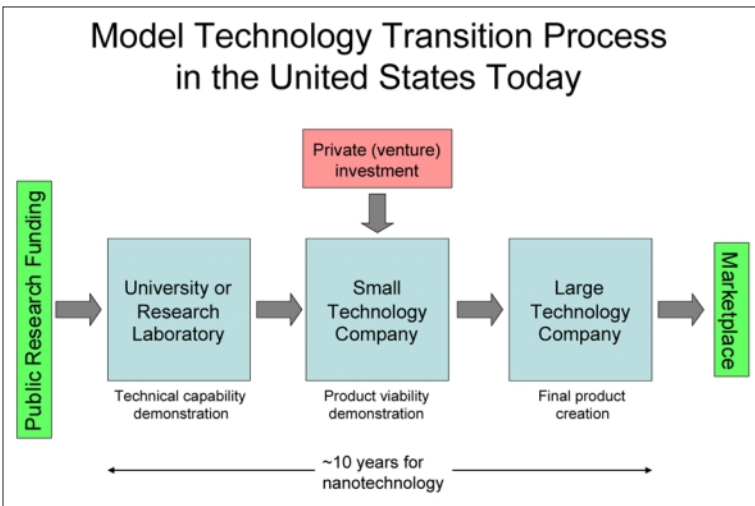 Model Technology Transition Process
in the United States Today
Private (venture)
investment
Public Research Funding
University or
Research
Laboratory
Small
Technology
Company
Large
Technology
Company
Marketplace
Technical capability
demonstration
Product viability
demonstration
Final product
creation
~10 years for
nanotechnology